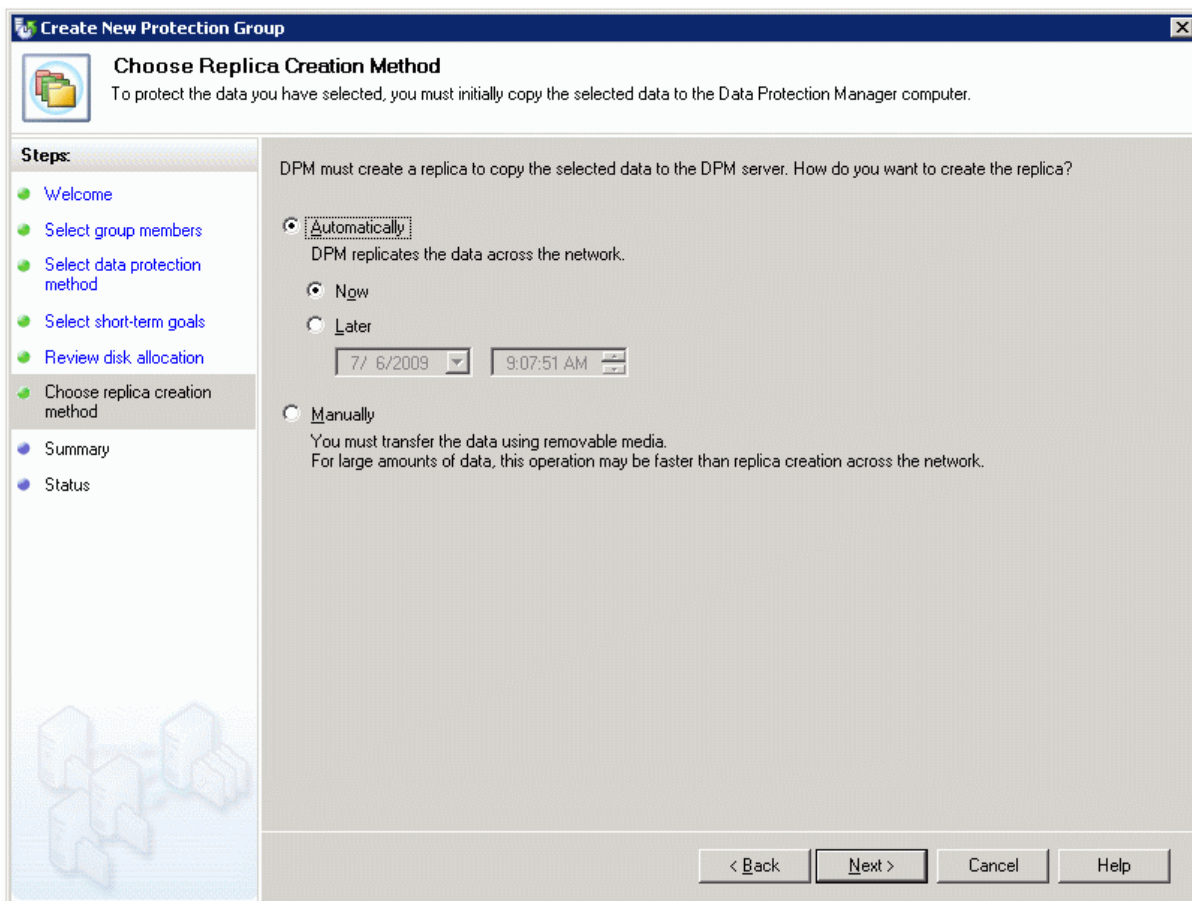 Create New Protection Group
Choose Replica Creation Method
To protect the data you have selected, you must initially copy the selected data to the Data Protection Manager computer.
Steps:
Welcome
Select group members
Select data protection
method
Select short-term goals
Review disk allocation
Choose replica creation
method
Summary
Status
DPM must create a replica to copy the selected data to the DPM server. How do you want to create the replica?
Automatically
DPM replicates the data across the network.
Now
Later
7/ 6/2009
9:07:51 AM
Manually
You must transfer the data using removable media.
For large amounts of data, this operation may be faster than replica creation across the network.
< Back
Next >
Cancel
Help